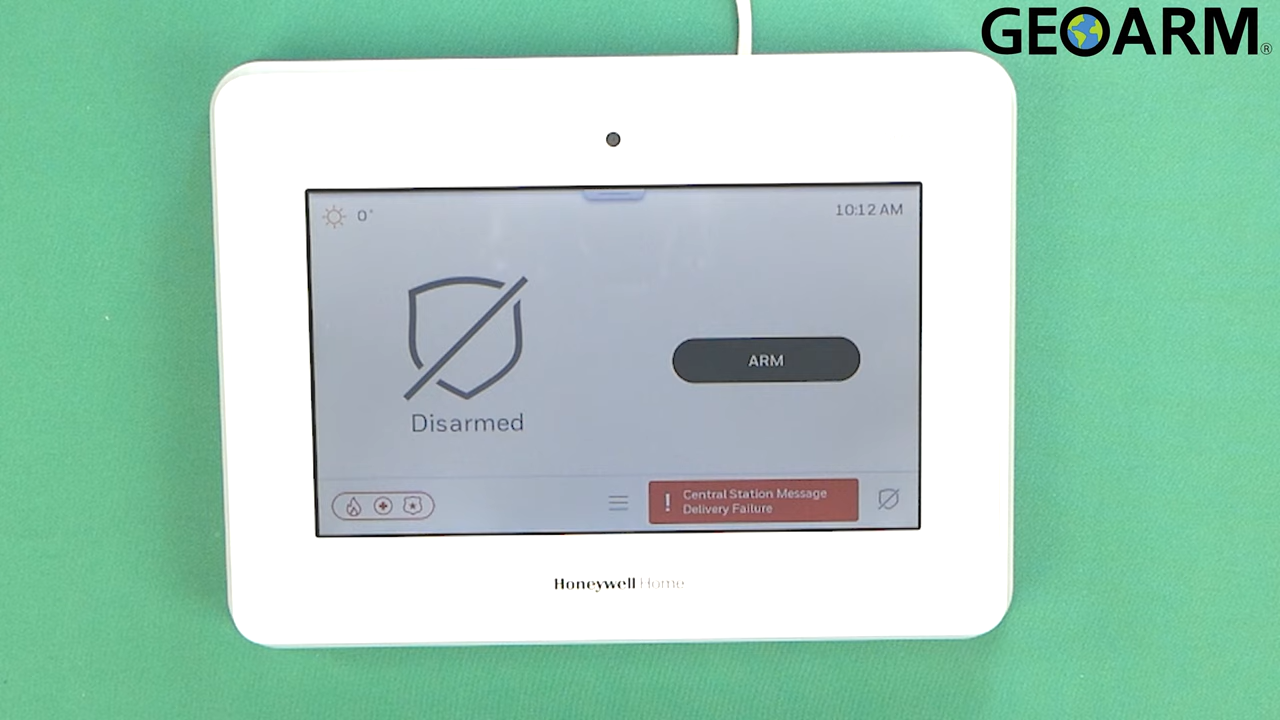 GEOARM®
0°
10:12 AM
ARM
Disarmed
Central Station Message
Delivery Failure
Honeywell Home